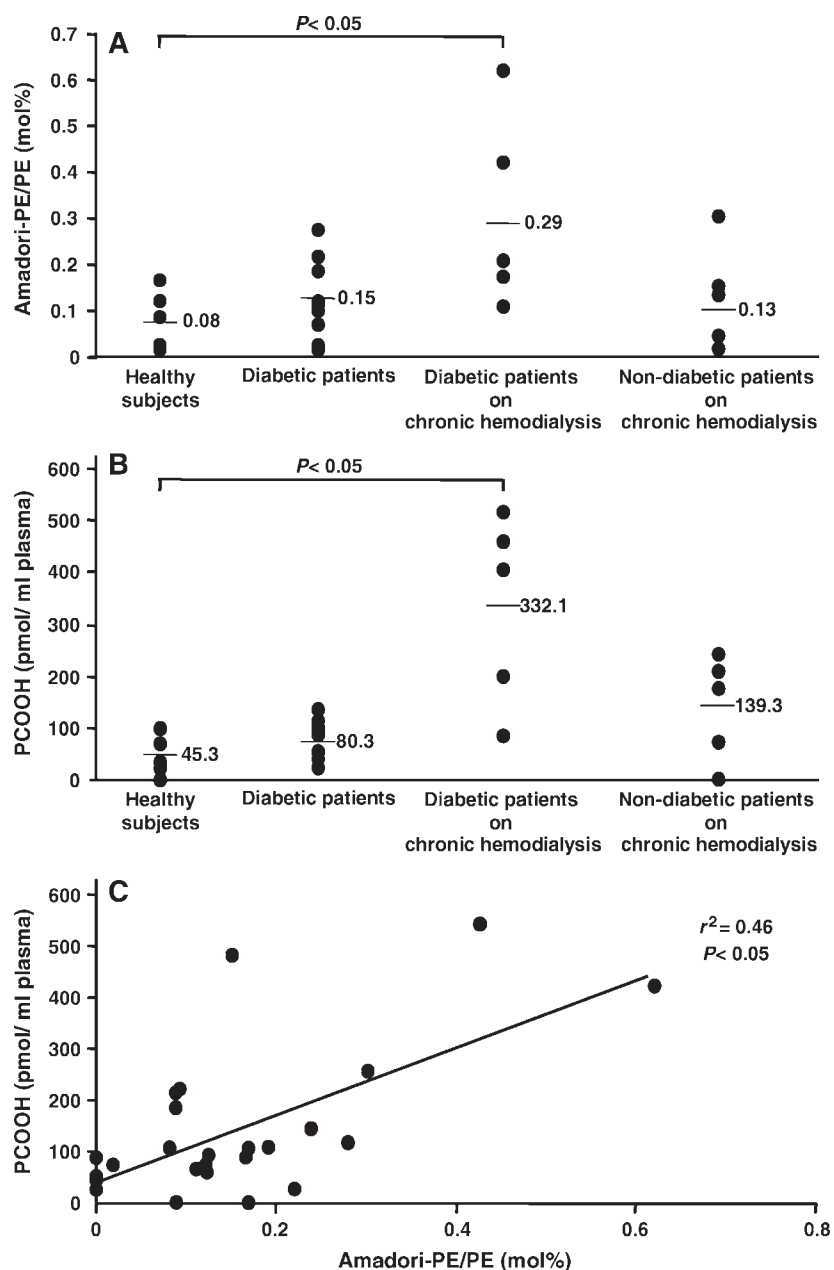 A
P< 0.05
Amadori-PE/PE (mol%)
0.7
0.6
0.5
0.4
0.3
0.2
0.1
0
0.08
0.15
0.29
0.13
Healthy
subjects
Diabetic patients
Diabetic patients
on
chronic hemodialysis
Non-diabetic patients
on
chronic hemodialysis
B
P< 0.05
PCOOH (pmol/ ml plasma)
600
500
400
300
200
100
0
45.3
80.3
332.1
139.3
Healthy
subjects
Diabetic patients
Diabetic patients
on
chronic hemodialysis
Non-diabetic patients
on
chronic hemodialysis
C
r² = 0.46
P< 0.05
PCOOH (pmol/ ml plasma)
600
500
400
300
200
100
0
0 0.2 0.4 0.6 0.8
Amadori-PE/PE (mol%)